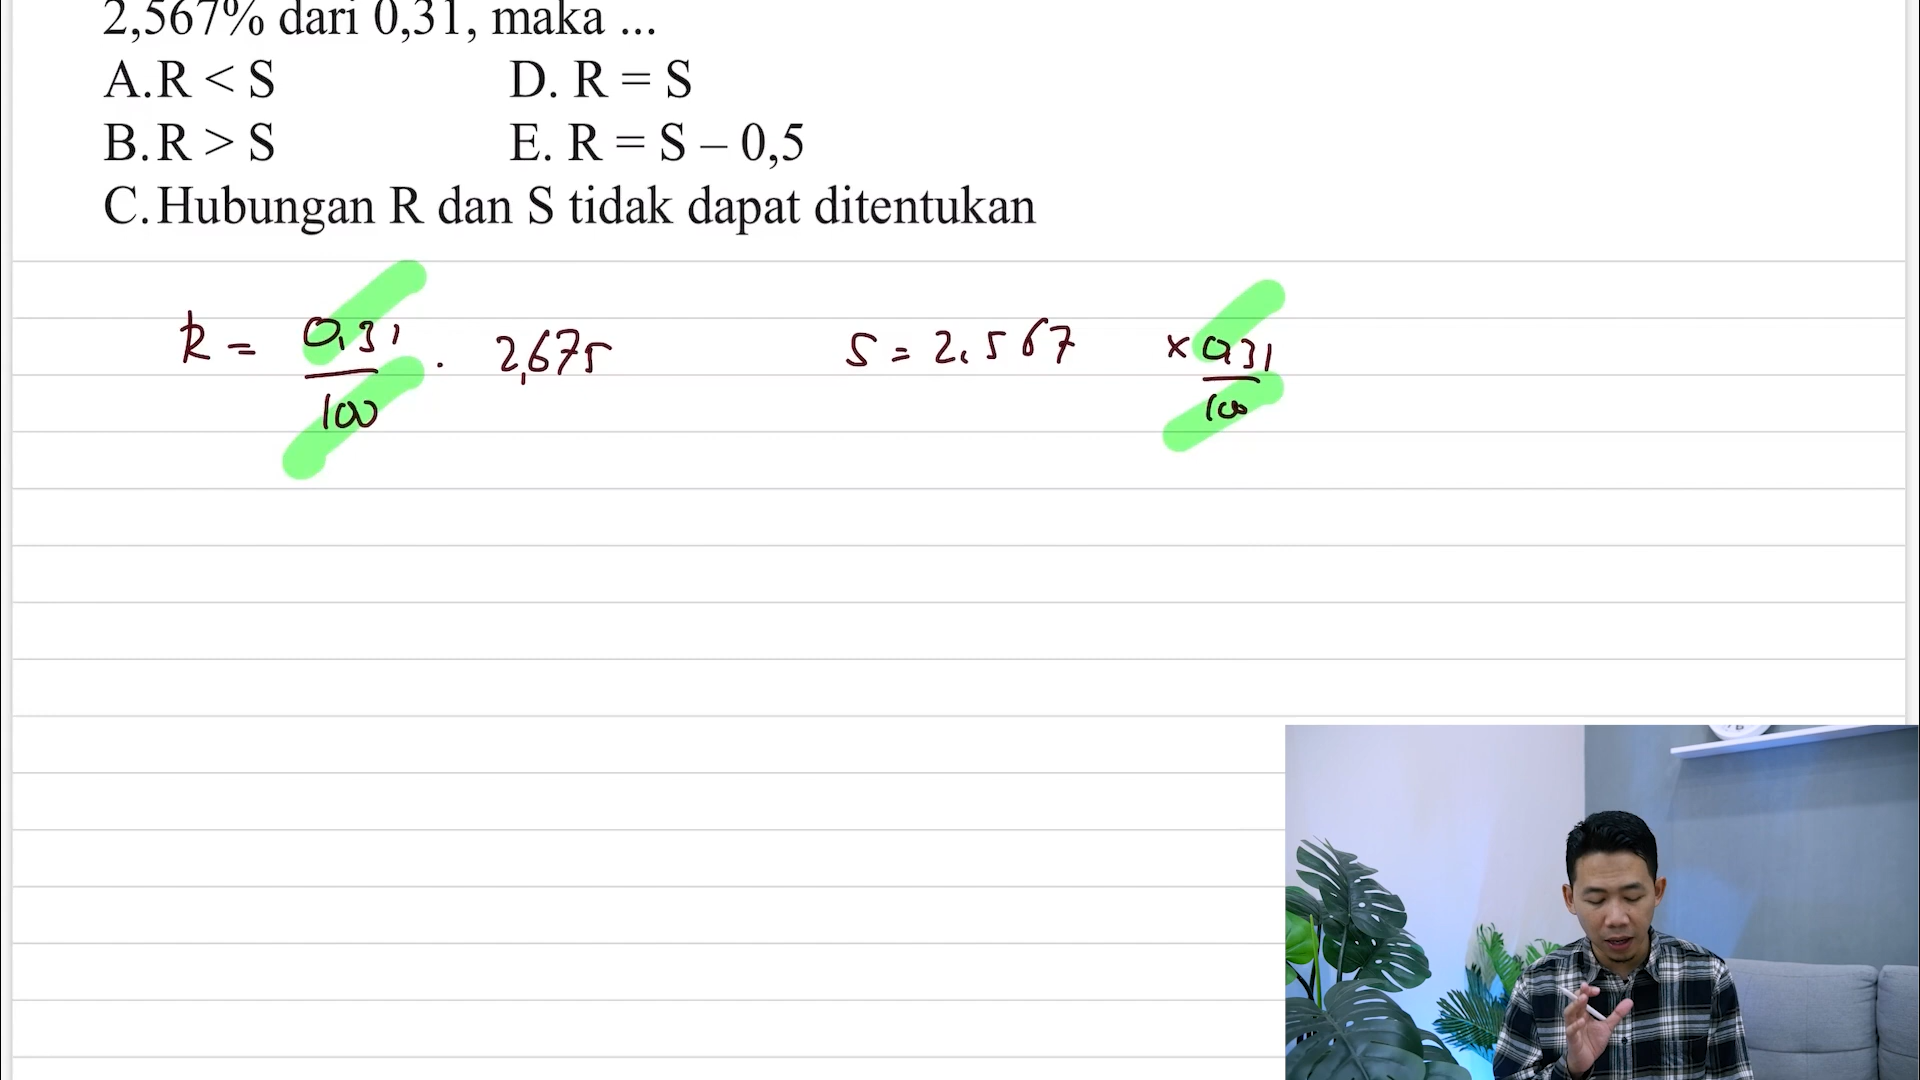 2,567% dari 0,31, maka ...
A.R < S D. R = S
B.R > S E. R = S – 0,5
C.Hubungan R dan S tidak dapat ditentukan
R = 0,31/100 . 2,675 S = 2,567 x 0,31/100